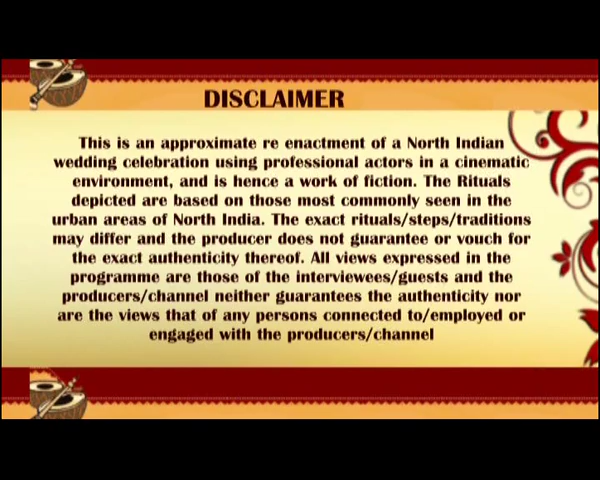 DISCLAIMER
This is an approximate re enactment of a North Indian
wedding celebration using professional actors in a cinematic
environment, and is hence a work of fiction. The Rituals
depicted are based on those most commonly seen in the
urban areas of North India. The exact rituals/steps/traditions
may differ and the producer does not guarantee or vouch for
the exact authenticity thereof. All views expressed in the
programme are those of the interviewees/guests and the
producers/channel neither guarantees the authenticity nor
are the views that of any persons connected to/employed or
engaged with the producers/channel